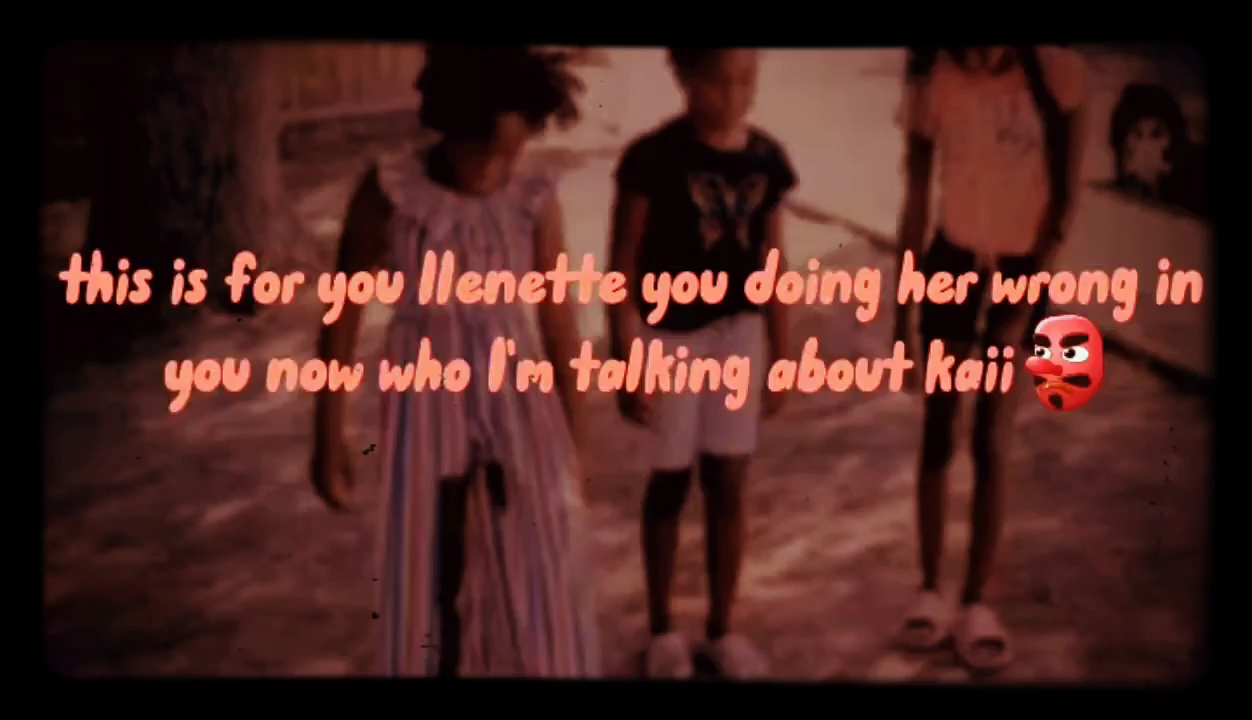 this is for you llenette you doing her wrong in
you now who I'm talking about kaii👺